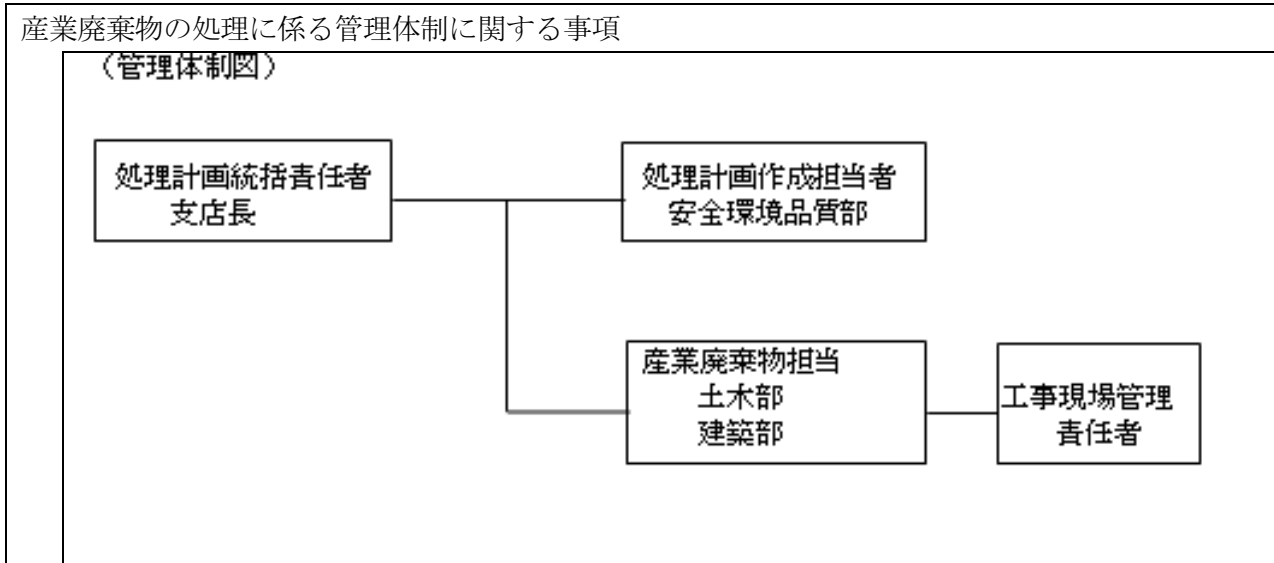 産業廃棄物の処理に係る管理体制に関する事項
（管理体制図）
処理計画統括責任者
支店長
処理計画作成担当者
安全環境品質部
産業廃棄物担当
土木部
建築部
工事現場管理
責任者